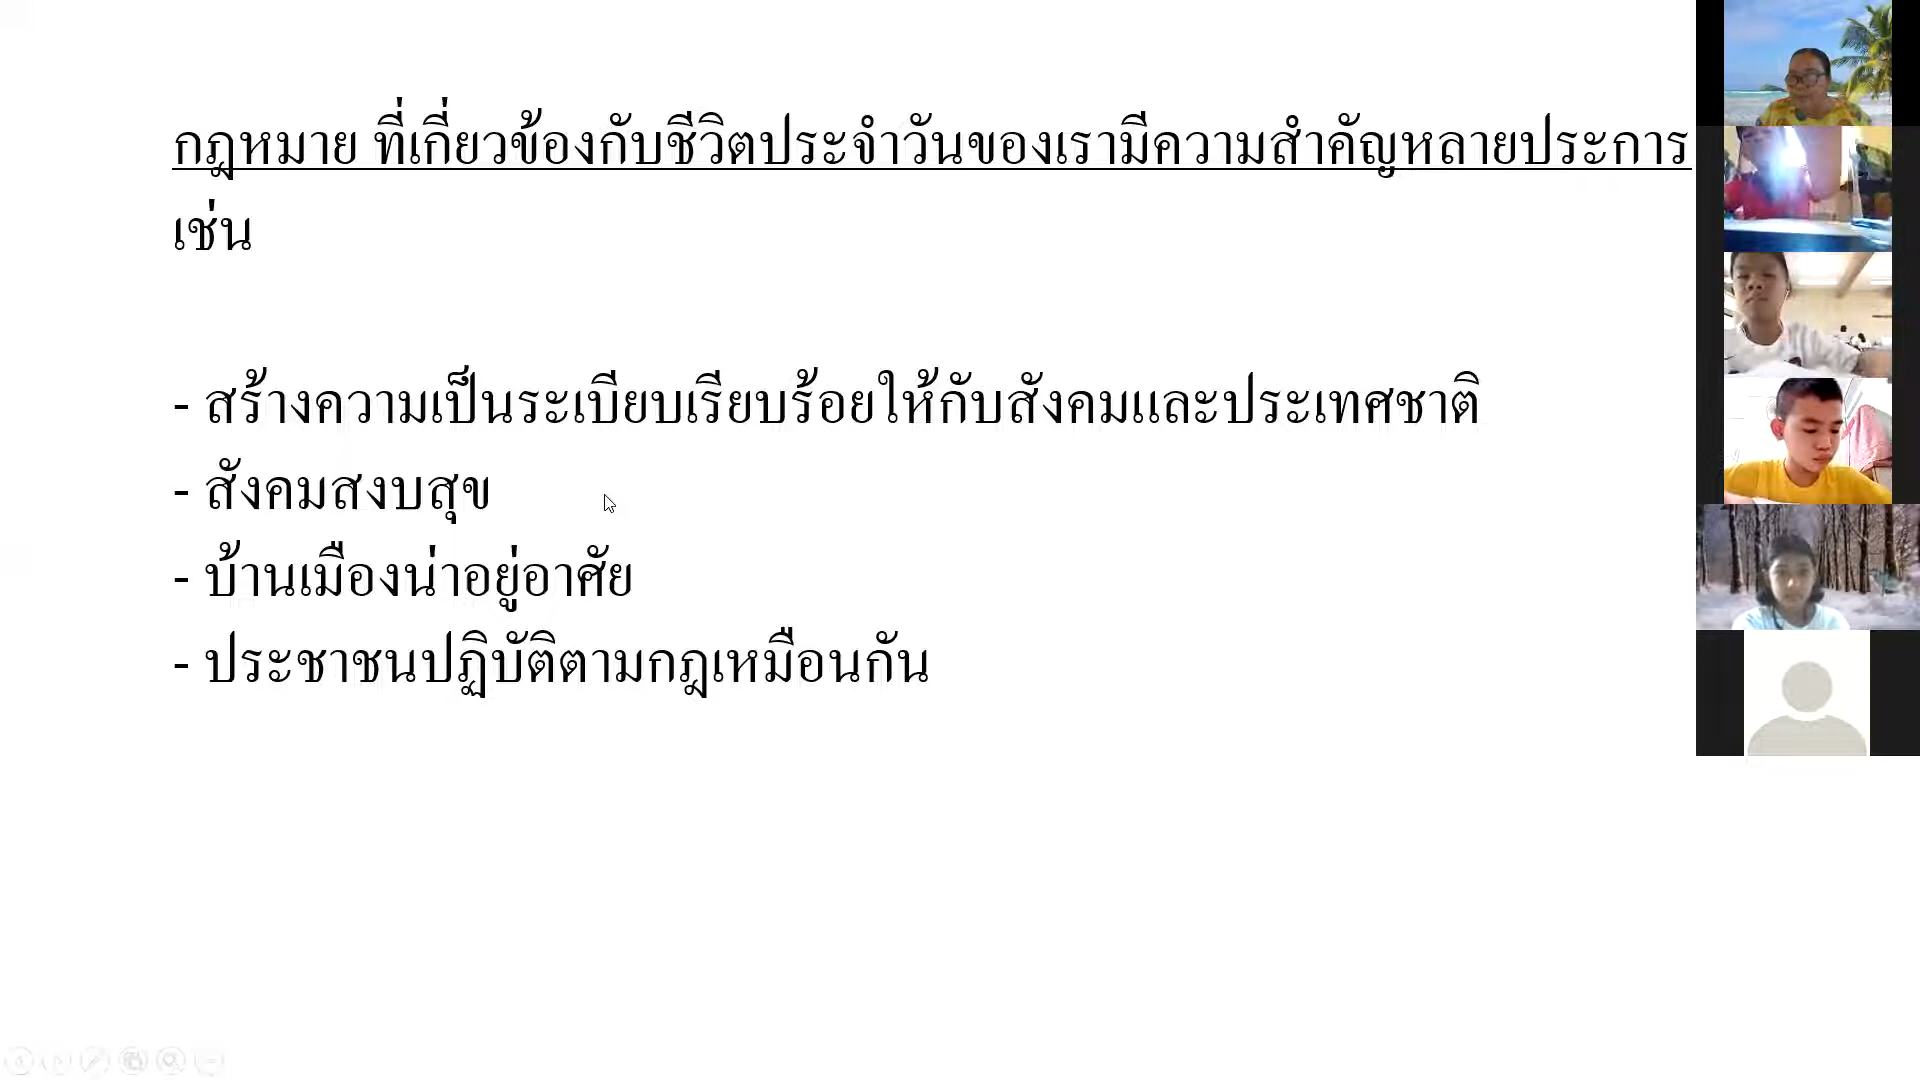 กฎหมาย ที่เกี่ยวข้องกับชีวิตประจำวันของเรามีความสำคัญหลายประการ
เช่น
- สร้างความเป็นระเบียบเรียบร้อยให้กับสังคมและประเทศชาติ
- สังคมสงบสุข
- บ้านเมืองน่าอยู่อาศัย
- ประชาชนปฏิบัติตามกฎเหมือนกัน